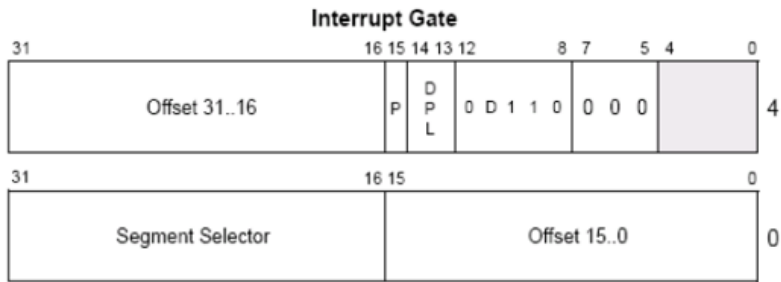 Interrupt Gate
31 16 15 14 13 12 8 7 5 4 0
Offset 31..16 P D P L 0 D 1 1 0 0 0 0 4
31 16 15 0
Segment Selector Offset 15..0 0